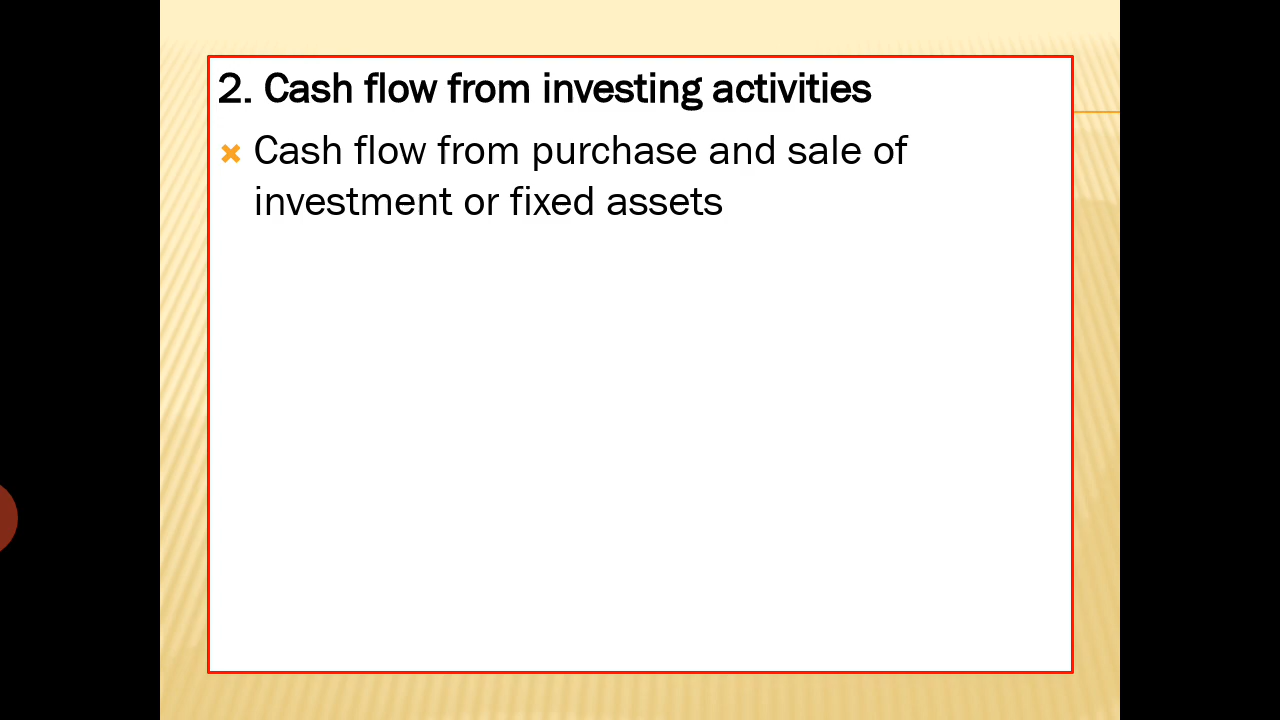 2. Cash flow from investing activities
Cash flow from purchase and sale of
investment or fixed assets